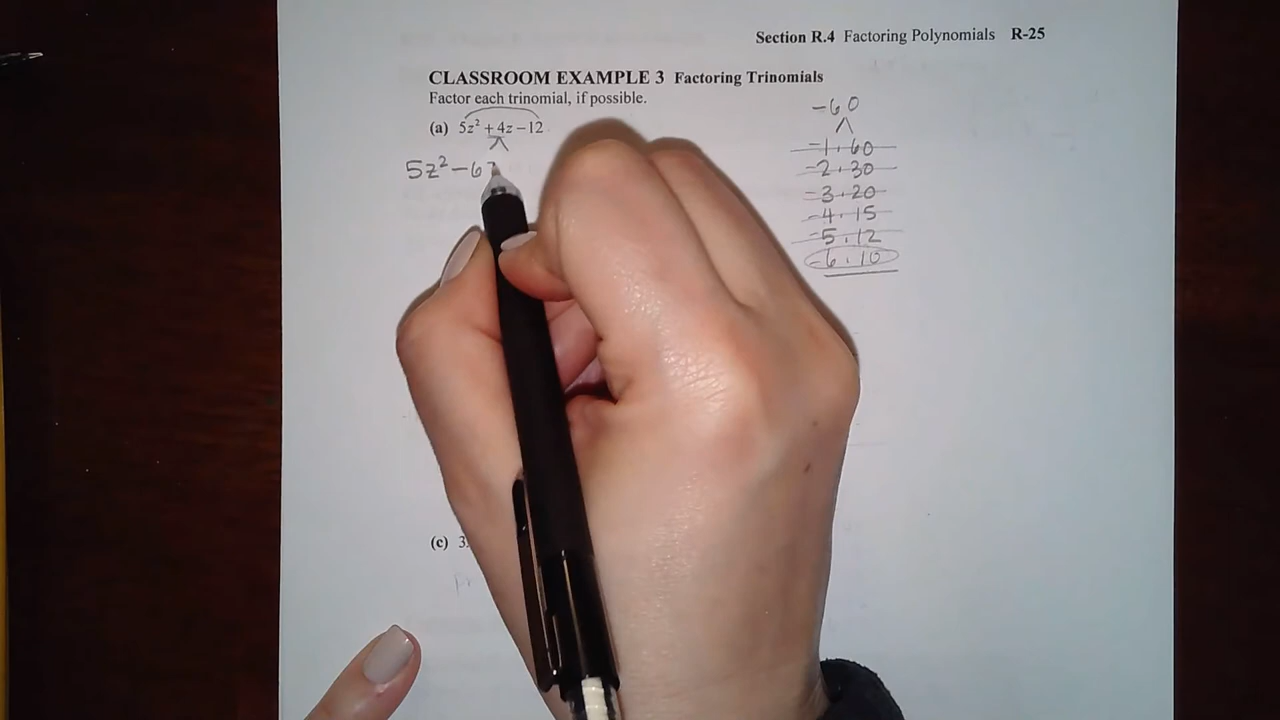 Section R.4 Factoring Polynomials R-25
CLASSROOM EXAMPLE 3 Factoring Trinomials
Factor each trinomial, if possible.
(a) 5z² + 4z − 12
5z² − 6z
−60
−1 · 60
−2 · 30
−3 · 20
−4 · 15
−5 · 12
−6 · 10
(c) 3